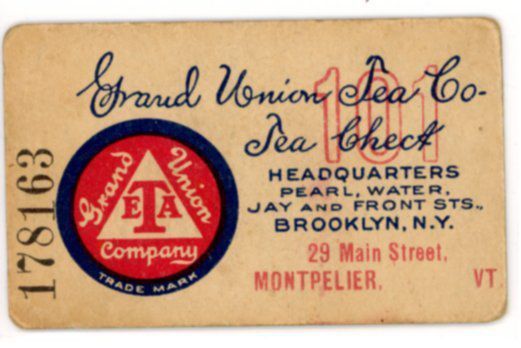 Grand Union Tea Co-
Tea Check
101
HEADQUARTERS
PEARL, WATER,
JAY AND FRONT STS.,
BROOKLYN, N.Y.
29 Main Street,
MONTPELIER, VT
178163
Grand Union
ETA
Company
TRADE MARK